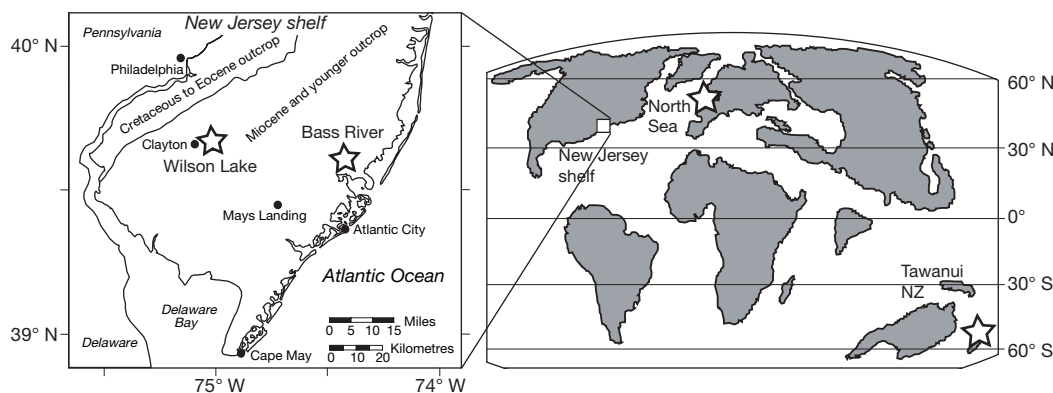 New Jersey shelf
40° N
Pennsylvania
Philadelphia
Cretaceous to Eocene outcrop
Miocene and younger outcrop
Bass River
Clayton
Wilson Lake
Mays Landing
Atlantic City
Atlantic Ocean
Delaware
Bay
Miles
0 5 10 15
Kilometres
0 10 20
39° N
Delaware
Cape May
75° W
74° W
North
Sea
New Jersey
shelf
Tawanui
NZ
60° N
30° N
0°
30° S
60° S